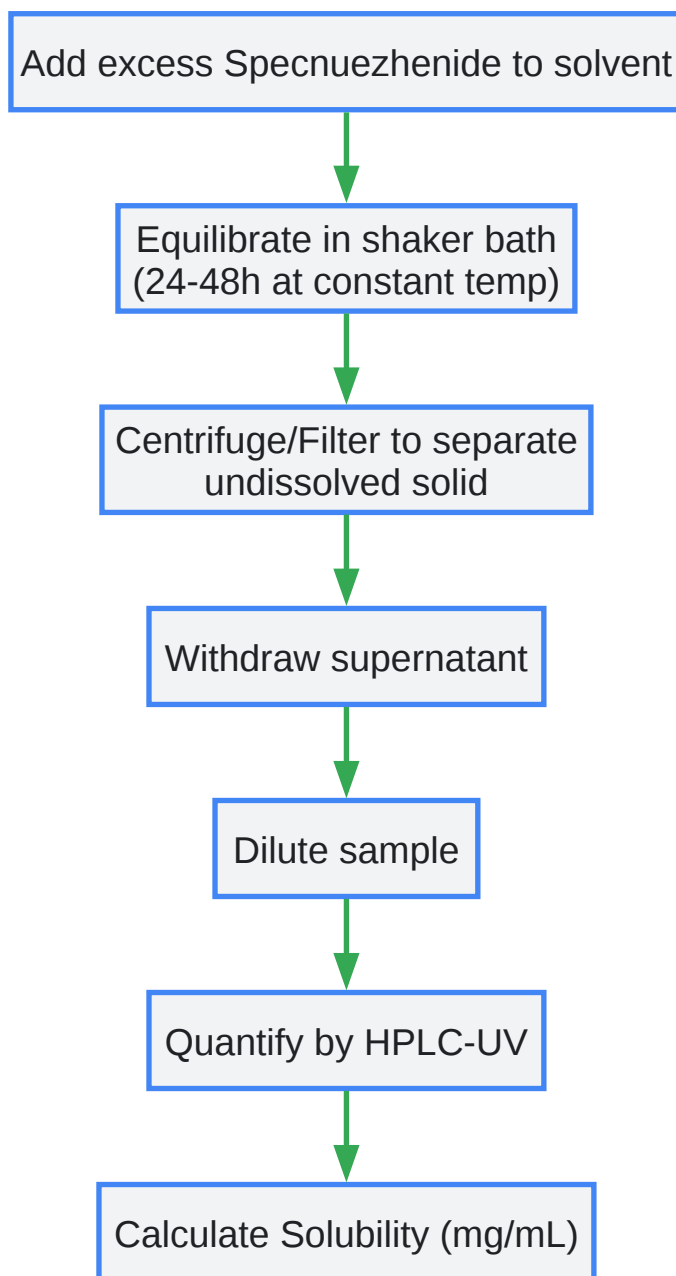 Add excess Specnuezhenide to solvent
Equilibrate in shaker bath
(24-48h at constant temp)
Centrifuge/Filter to separate
undissolved solid
Withdraw supernatant
Dilute sample
Quantify by HPLC-UV
Calculate Solubility (mg/mL)